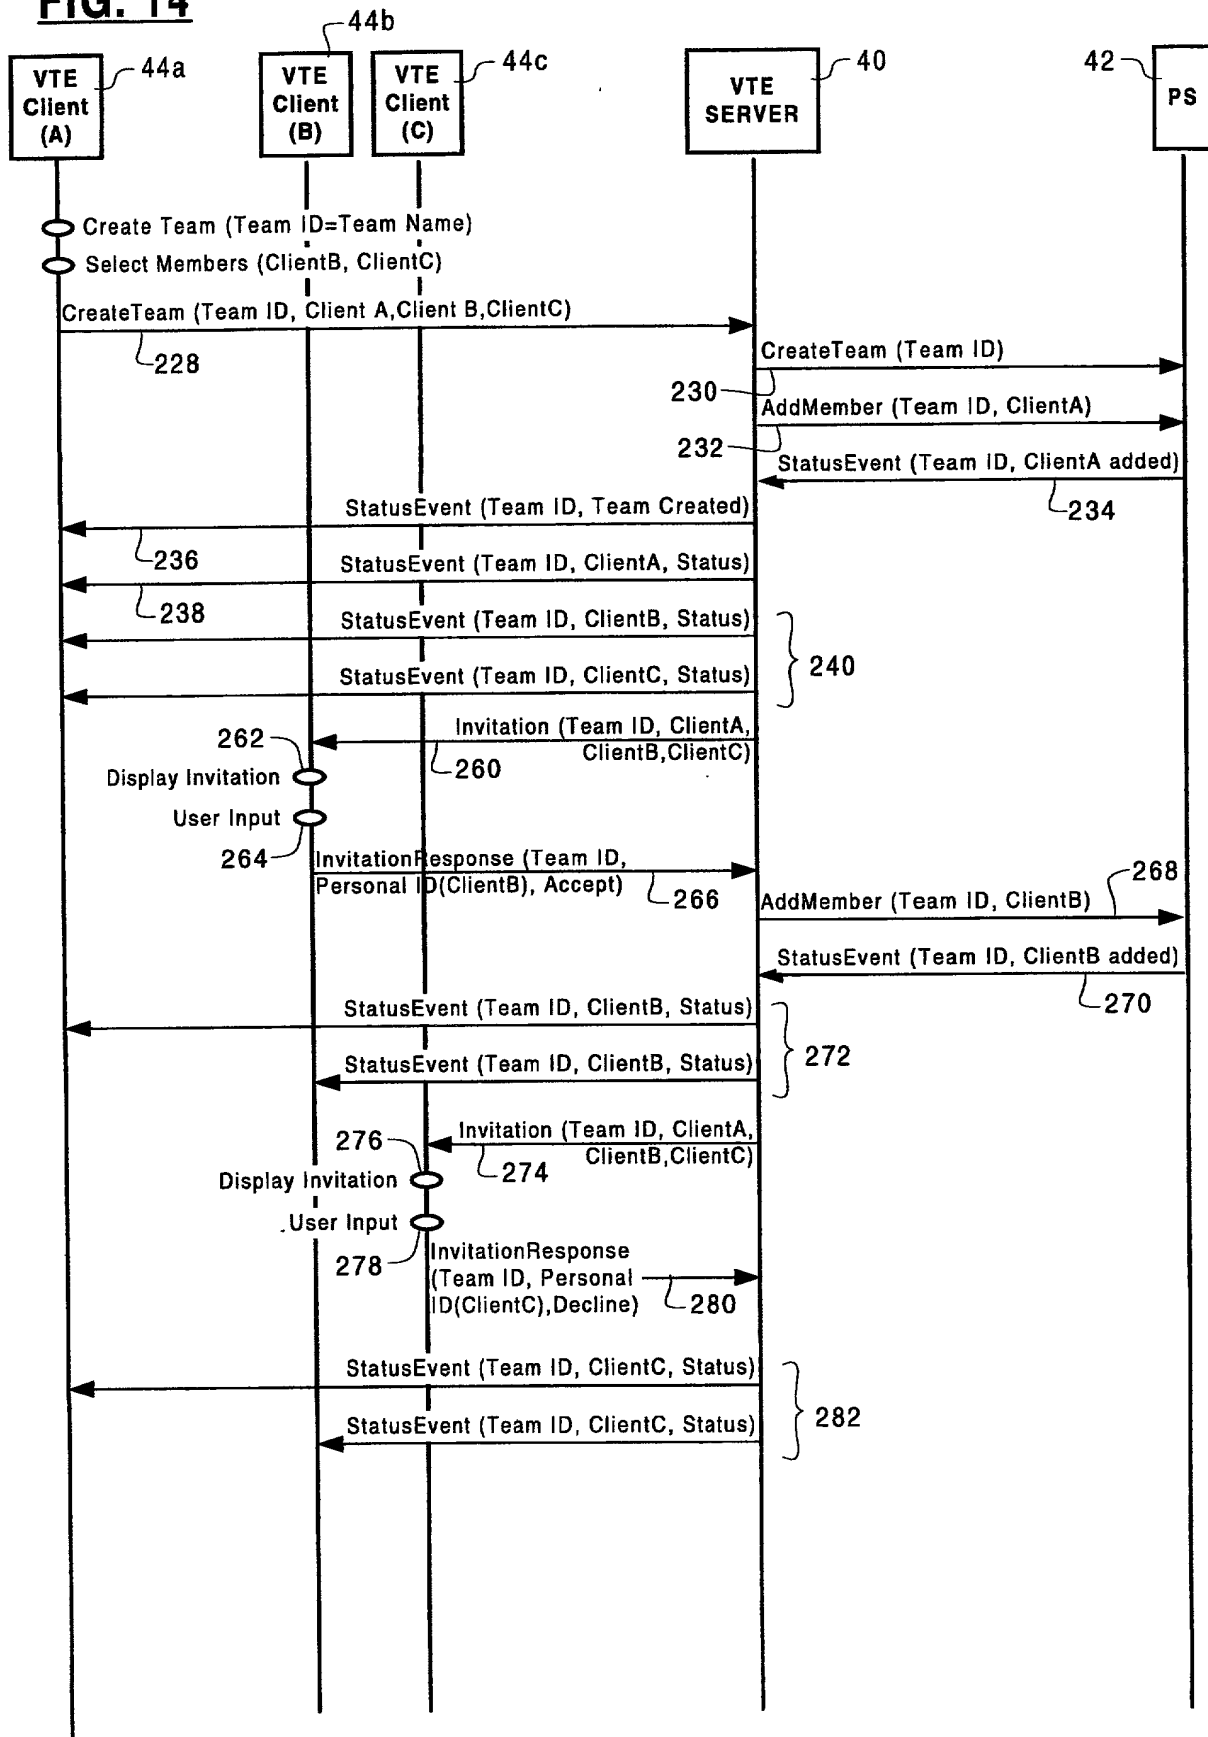 FIG. 14
44b
VTE
Client
(A)
44a
VTE
Client
(B)
VTE
Client
(C)
44c
VTE
SERVER
40
42
PS
Create Team (Team ID=Team Name)
Select Members (ClientB, ClientC)
CreateTeam (Team ID, Client A,Client B,ClientC)
228
CreateTeam (Team ID)
230
AddMember (Team ID, ClientA)
232
StatusEvent (Team ID, ClientA added)
234
StatusEvent (Team ID, Team Created)
236
StatusEvent (Team ID, ClientA, Status)
238
StatusEvent (Team ID, ClientB, Status)
240
StatusEvent (Team ID, ClientC, Status)
Invitation (Team ID, ClientA,
ClientB,ClientC)
260
262
Display Invitation
User Input
264
InvitationResponse (Team ID,
Personal ID(ClientB), Accept)
266
268
AddMember (Team ID, ClientB)
StatusEvent (Team ID, ClientB added)
270
StatusEvent (Team ID, ClientB, Status)
272
StatusEvent (Team ID, ClientB, Status)
Invitation (Team ID, ClientA,
ClientB,ClientC)
274
276
Display Invitation
User Input
278
InvitationResponse
(Team ID, Personal
ID(ClientC),Decline)
280
StatusEvent (Team ID, ClientC, Status)
282
StatusEvent (Team ID, ClientC, Status)